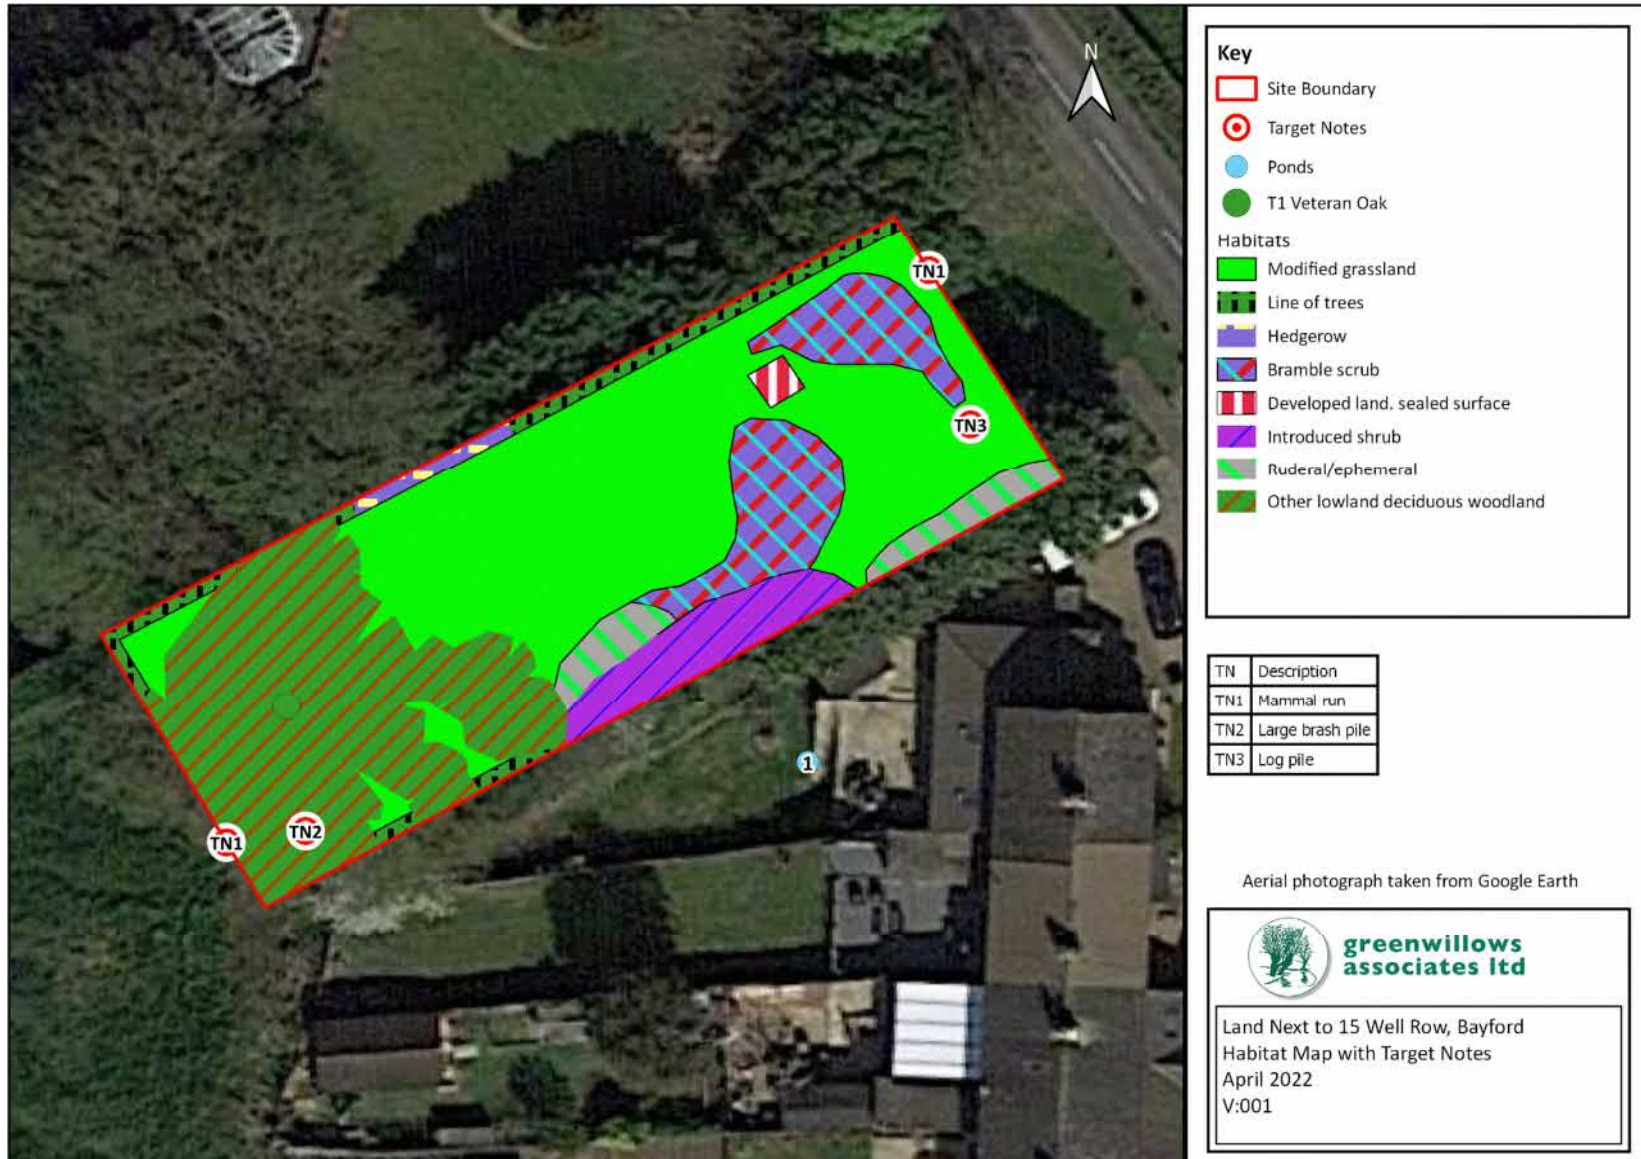 N
TN1
TN3
1
TN1
TN2
Key
Site Boundary
Target Notes
Ponds
T1 Veteran Oak
Habitats
Modified grassland
Line of trees
Hedgerow
Bramble scrub
Developed land. sealed surface
Introduced shrub
Ruderal/ephemeral
Other lowland deciduous woodland
TN Description
TN1 Mammal run
TN2 Large brash pile
TN3 Log pile
Aerial photograph taken from Google Earth
greenwillows
associates ltd
Land Next to 15 Well Row, Bayford
Habitat Map with Target Notes
April 2022
V:001